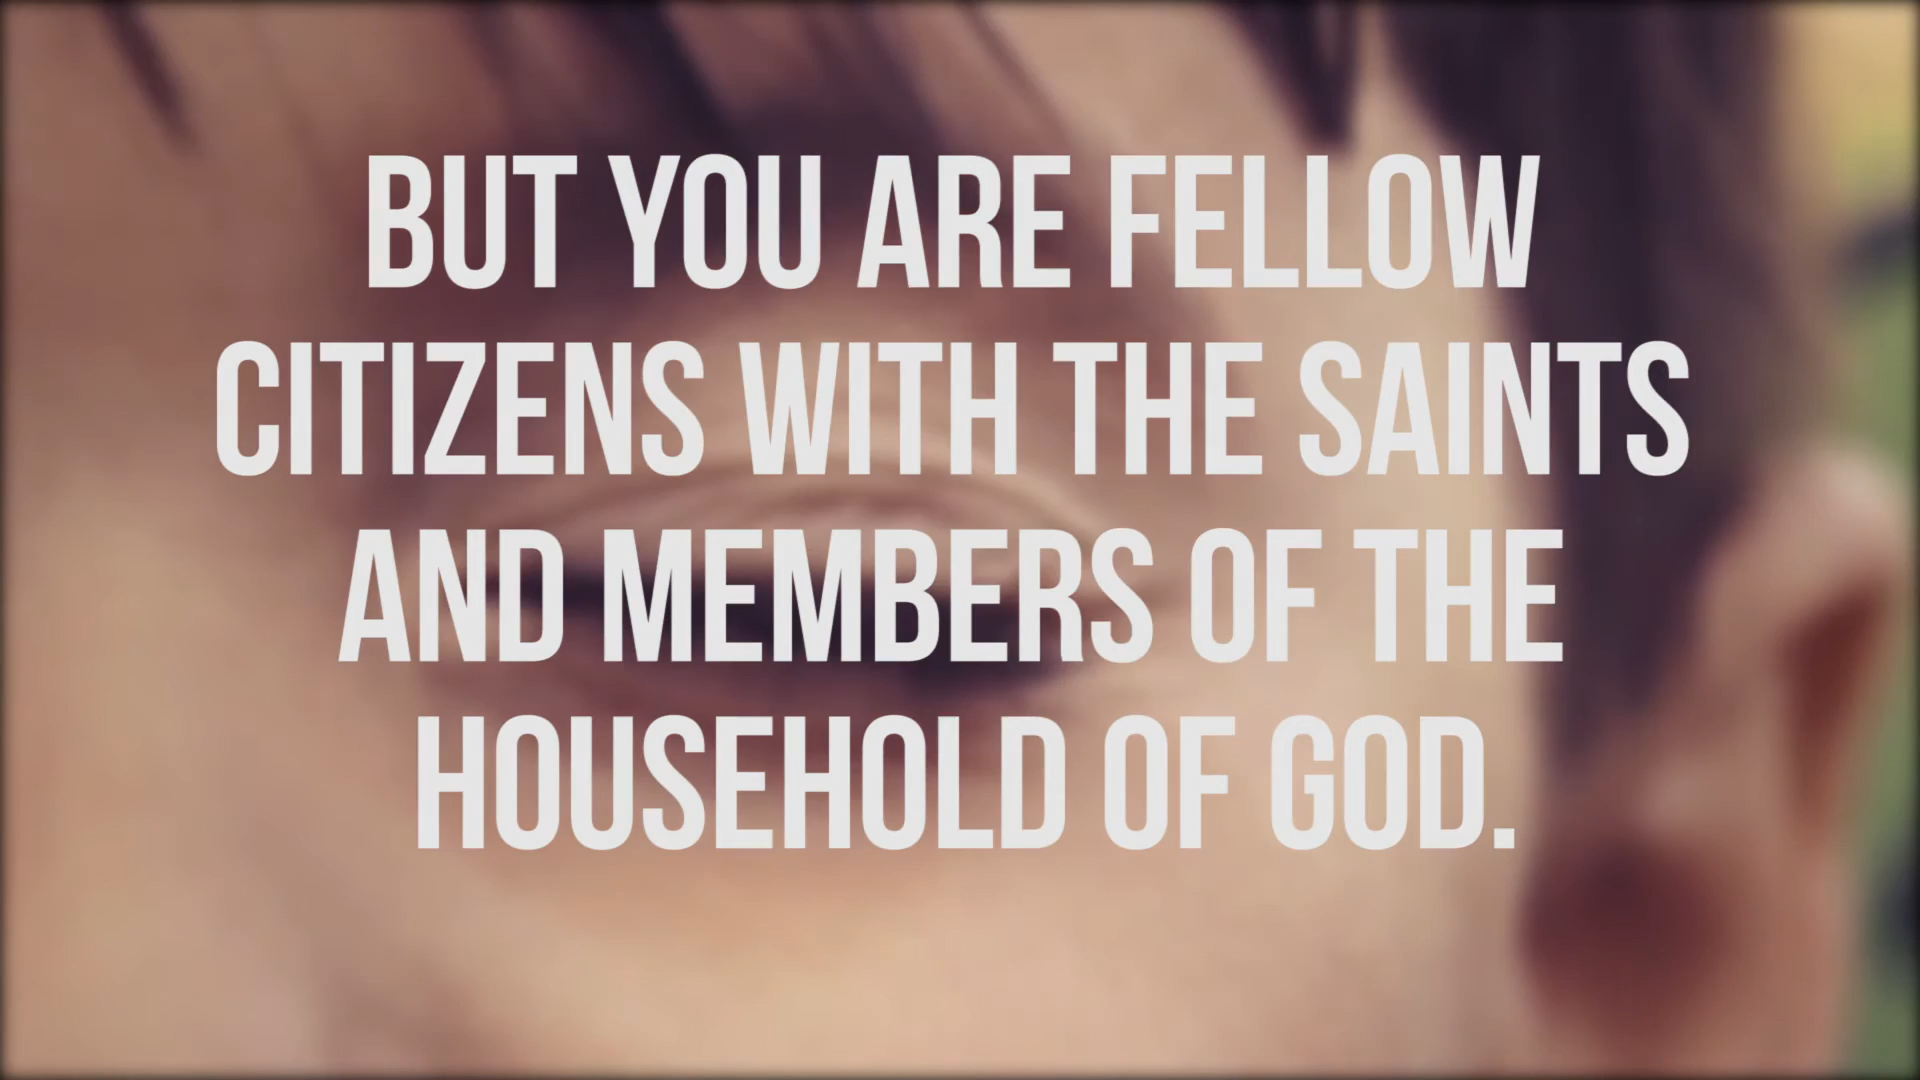 BUT YOU ARE FELLOW
CITIZENS WITH THE SAINTS
AND MEMBERS OF THE
HOUSEHOLD OF GOD.